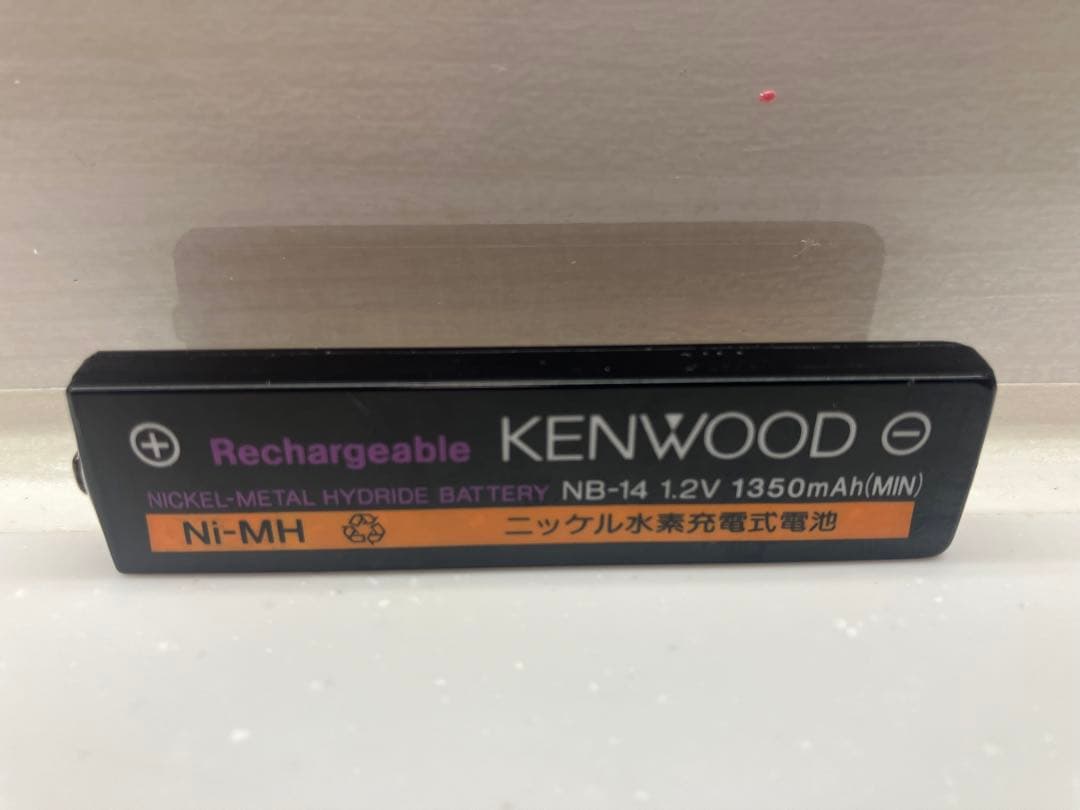 ⊕ Rechargeable KENWOOD ⊖
NICKEL-METAL HYDRIDE BATTERY NB-14 1.2V 1350mAh(MIN)
Ni-MH ニッケル水素充電式電池